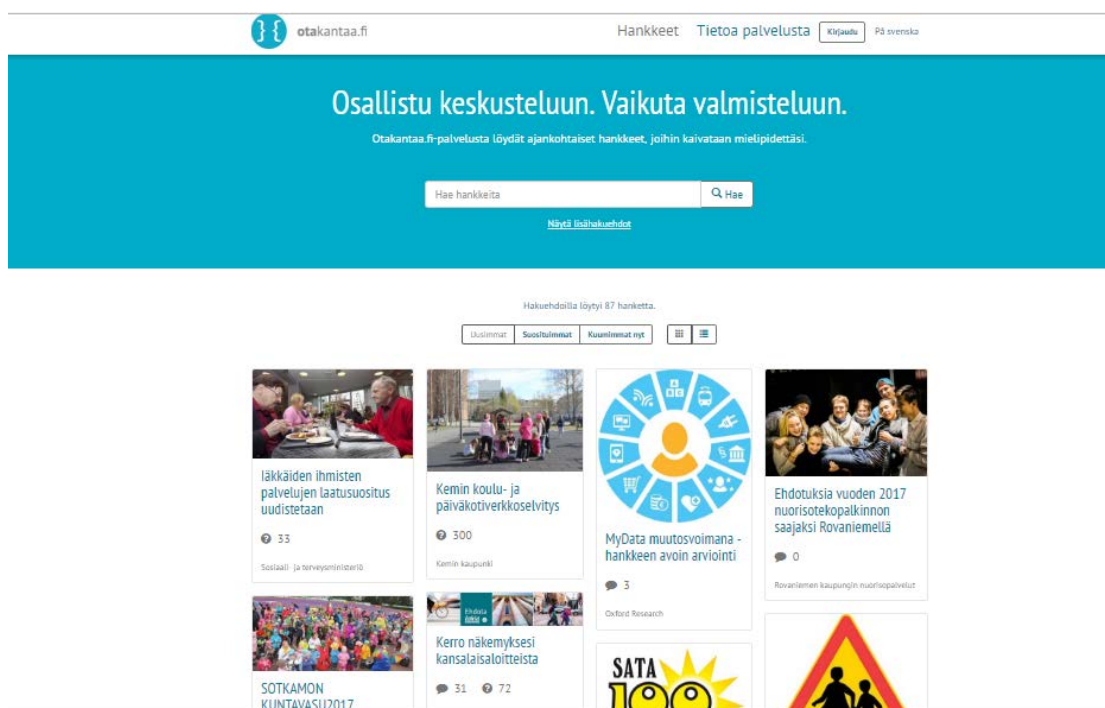 otakantaa.fi
Hankkeet Tietoa palvelusta Kirjaudu På svenska
Osallistu keskusteluun. Vaikuta valmisteluun.
Otakantaa.fi-palvelusta löydät ajankohtaiset hankkeet, joihin kaivataan mielipidettäsi.
Hae hankkeita Hae
Näytä lisähakuehdot
Hakuehdoilla löytyi 87 hanketta.
Uusimmat Suosituimmat Kuumimmat nyt
Iäkkäiden ihmisten
palvelujen laatusuositus
uudistetaan
33
Sosiaali- ja terveysministeriö
Kemin koulu- ja
päiväkotiverkkoselvitys
300
Kemin kaupunki
MyData muutosvoimana -
hankkeen avoin arviointi
3
Oxford Research
Ehdotuksia vuoden 2017
nuorisotekopalkinnon
saajaksi Rovaniemellä
0
Rovaniemen kaupungin nuorisopalvelut
SOTKAMON
KUNTAVASU2017
Ehdota
Kerro näkemyksesi
kansalaisaloitteista
31 72
SATA
100